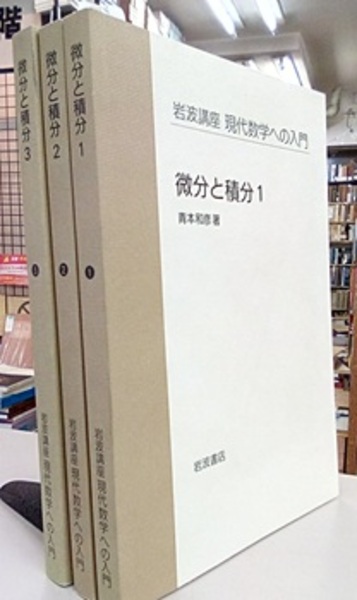 岩波講座 現代数学への入門
微分と積分1
青本和彦 著
岩波書店
微分と積分 1
1
岩波講座 現代数学への入門
微分と積分 2
2
岩波講座 現代数学への入門
微分と積分 3
3
岩波講座 現代数学への入門
階